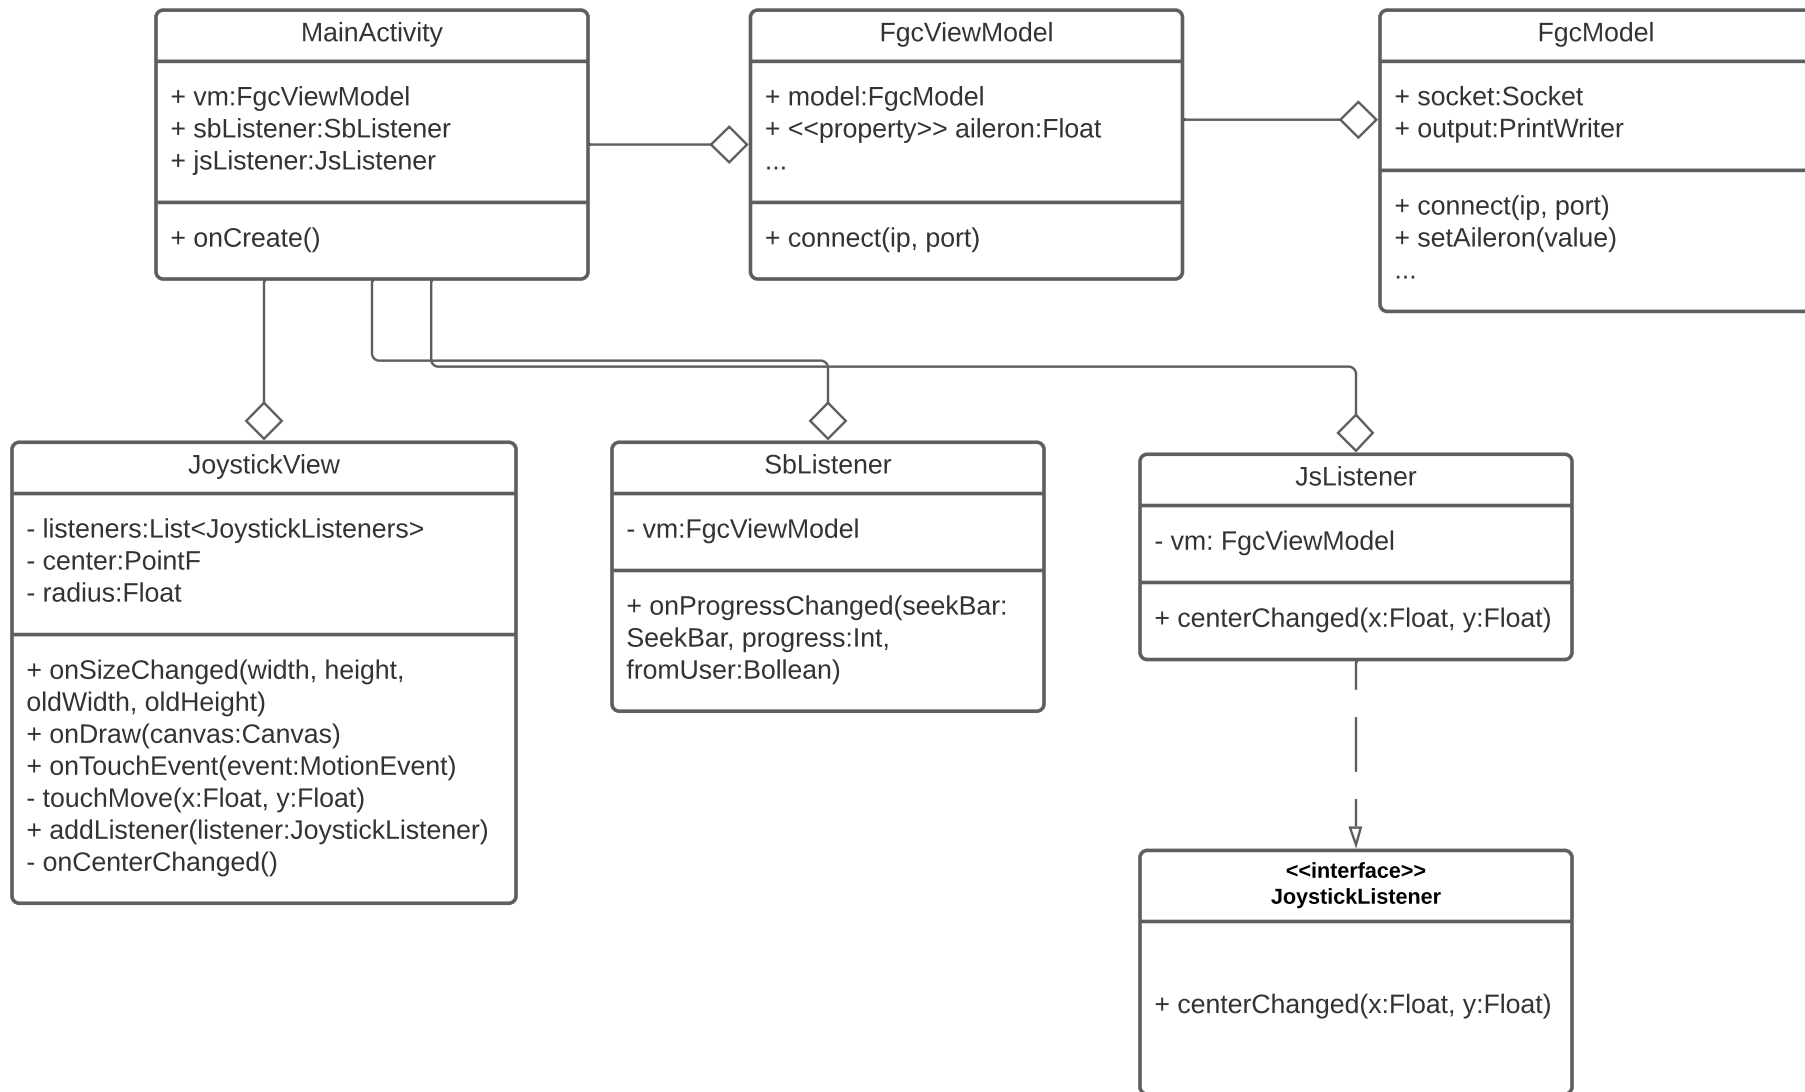 MainActivity
+ vm:FgcViewModel
+ sbListener:SbListener
+ jsListener:JsListener
+ onCreate()
FgcViewModel
+ model:FgcModel
+ <<property>> aileron:Float
...
+ connect(ip, port)
FgcModel
+ socket:Socket
+ output:PrintWriter
+ connect(ip, port)
+ setAileron(value)
...
JoystickView
- listeners:List<JoystickListeners>
- center:PointF
- radius:Float
+ onSizeChanged(width, height,
oldWidth, oldHeight)
+ onDraw(canvas:Canvas)
+ onTouchEvent(event:MotionEvent)
- touchMove(x:Float, y:Float)
+ addListener(listener:JoystickListener)
- onCenterChanged()
SbListener
- vm:FgcViewModel
+ onProgressChanged(seekBar:
SeekBar, progress:Int,
fromUser:Bollean)
JsListener
- vm: FgcViewModel
+ centerChanged(x:Float, y:Float)
<<interface>>
JoystickListener
+ centerChanged(x:Float, y:Float)